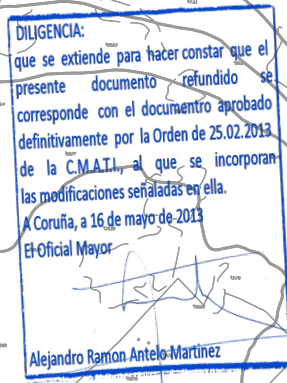 DILIGENCIA:
que se extiende para hacer constar que el
presente documento refundido se
corresponde con el documentro aprobado
definitivamente por la Orden de 25.02.2013
de la C.M.A.T.I., al que se incorporan
las modificaciones señaladas en ella.
A Coruña, a 16 de mayo de 2013
El Oficial Mayor
Alejandro Ramon Antelo Martinez